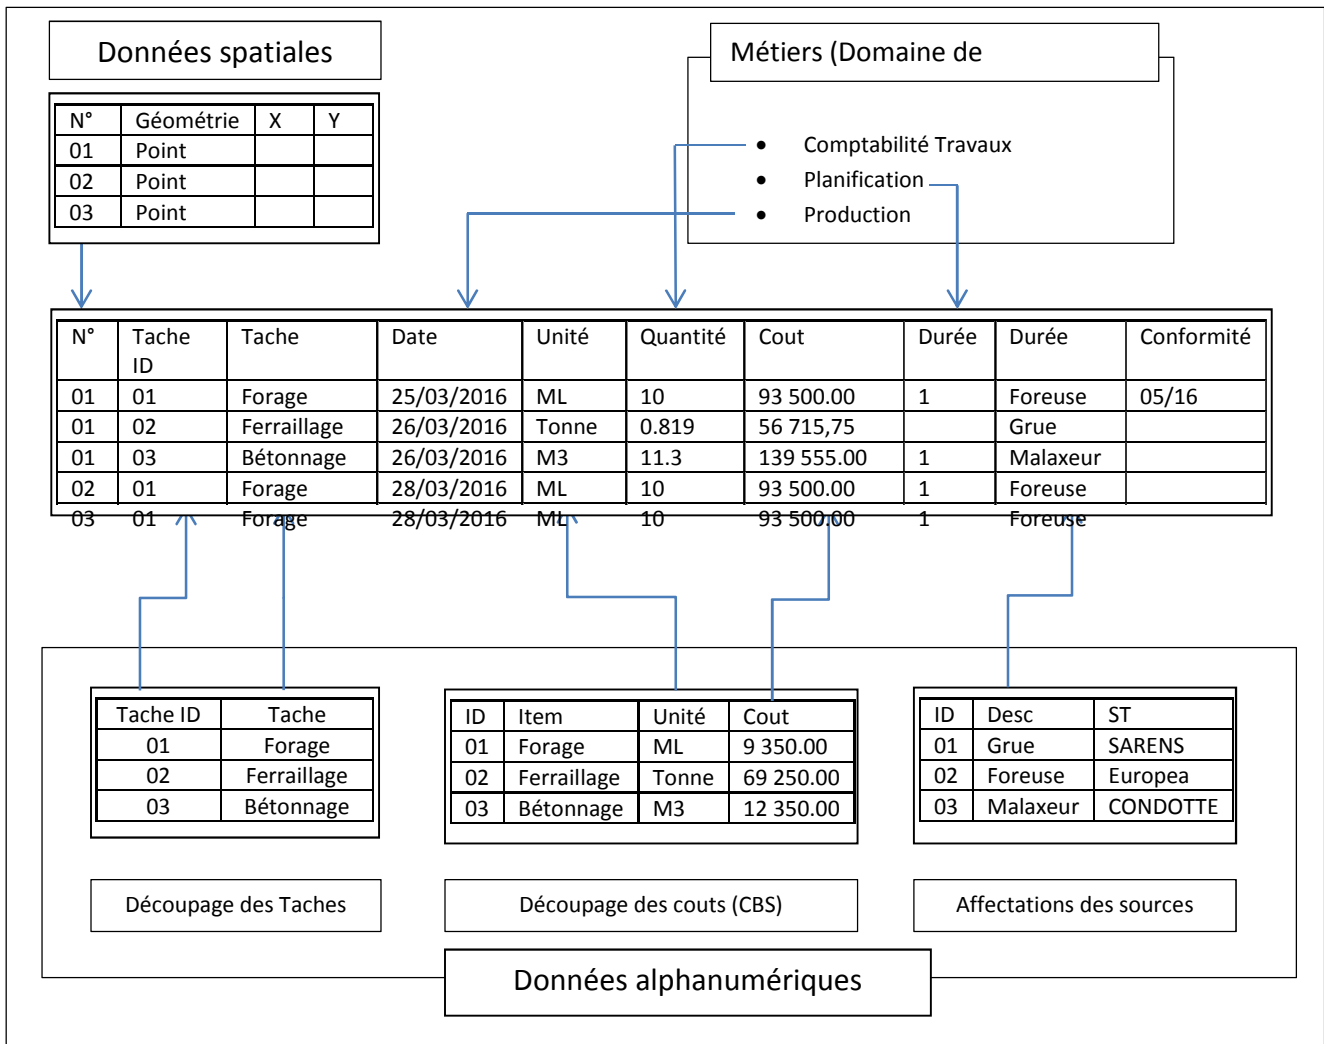 Données spatiales
Métiers (Domaine de
N° Géométrie X Y
01 Point
02 Point
03 Point
• Comptabilité Travaux
• Planification
• Production
N° Tache ID Tache Date Unité Quantité Cout Durée Durée Conformité
01 01 Forage 25/03/2016 ML 10 93 500.00 1 Foreuse 05/16
01 02 Ferraillage 26/03/2016 Tonne 0.819 56 715,75 Grue
01 03 Bétonnage 26/03/2016 M3 11.3 139 555.00 1 Malaxeur
02 01 Forage 28/03/2016 ML 10 93 500.00 1 Foreuse
03 01 Forage 28/03/2016 ML 10 93 500.00 1 Foreuse
Tache ID Tache
01 Forage
02 Ferraillage
03 Bétonnage
ID Item Unité Cout
01 Forage ML 9 350.00
02 Ferraillage Tonne 69 250.00
03 Bétonnage M3 12 350.00
ID Desc ST
01 Grue SARENS
02 Foreuse Europea
03 Malaxeur CONDOTTE
Découpage des Taches
Découpage des couts (CBS)
Affectations des sources
Données alphanumériques